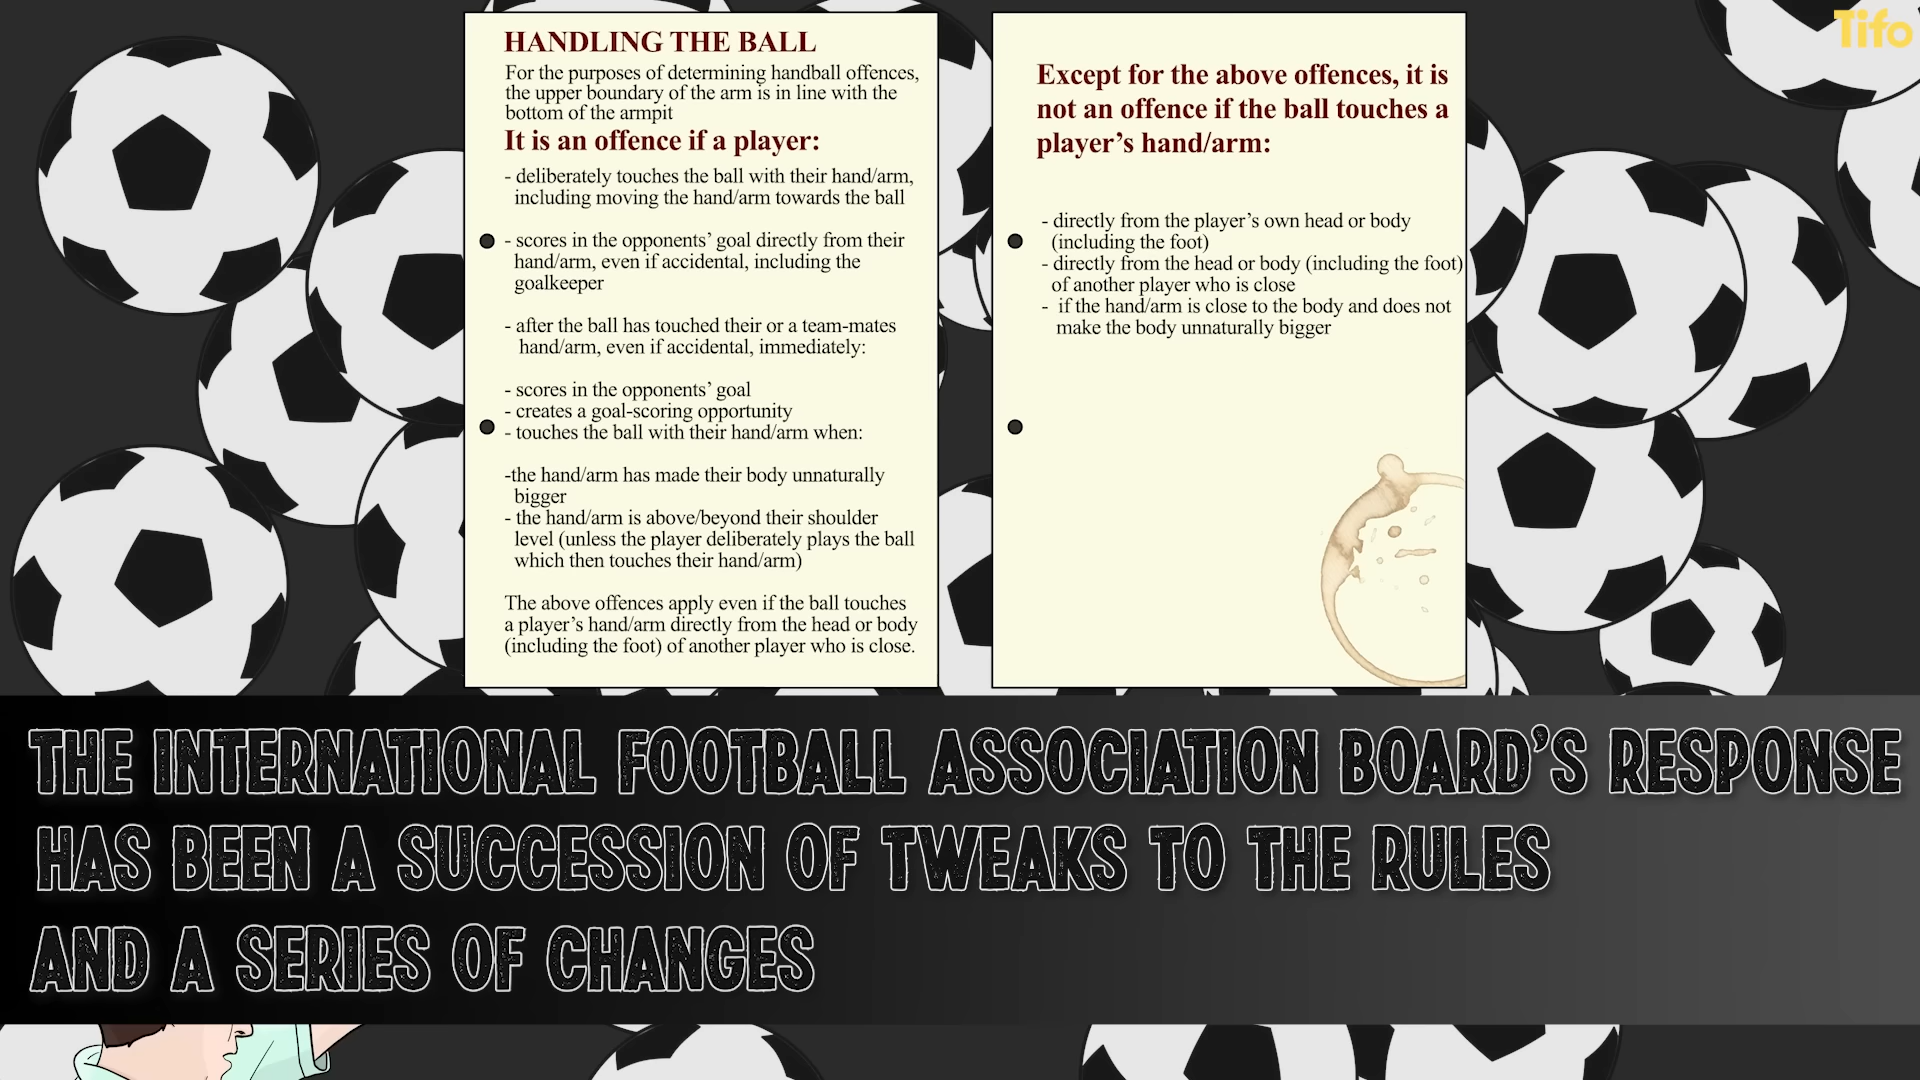 Tifo
HANDLING THE BALL
For the purposes of determining handball offences,
the upper boundary of the arm is in line with the
bottom of the armpit
It is an offence if a player:
- deliberately touches the ball with their hand/arm,
including moving the hand/arm towards the ball
- scores in the opponents’ goal directly from their
hand/arm, even if accidental, including the
goalkeeper
- after the ball has touched their or a team-mates
hand/arm, even if accidental, immediately:
- scores in the opponents’ goal
- creates a goal-scoring opportunity
- touches the ball with their hand/arm when:
-the hand/arm has made their body unnaturally
bigger
- the hand/arm is above/beyond their shoulder
level (unless the player deliberately plays the ball
which then touches their hand/arm)
The above offences apply even if the ball touches
a player’s hand/arm directly from the head or body
(including the foot) of another player who is close.
Except for the above offences, it is
not an offence if the ball touches a
player’s hand/arm:
- directly from the player’s own head or body
(including the foot)
- directly from the head or body (including the foot)
of another player who is close
- if the hand/arm is close to the body and does not
make the body unnaturally bigger
THE INTERNATIONAL FOOTBALL ASSOCIATION BOARD’S RESPONSE
HAS BEEN A SUCCESSION OF TWEAKS TO THE RULES
AND A SERIES OF CHANGES